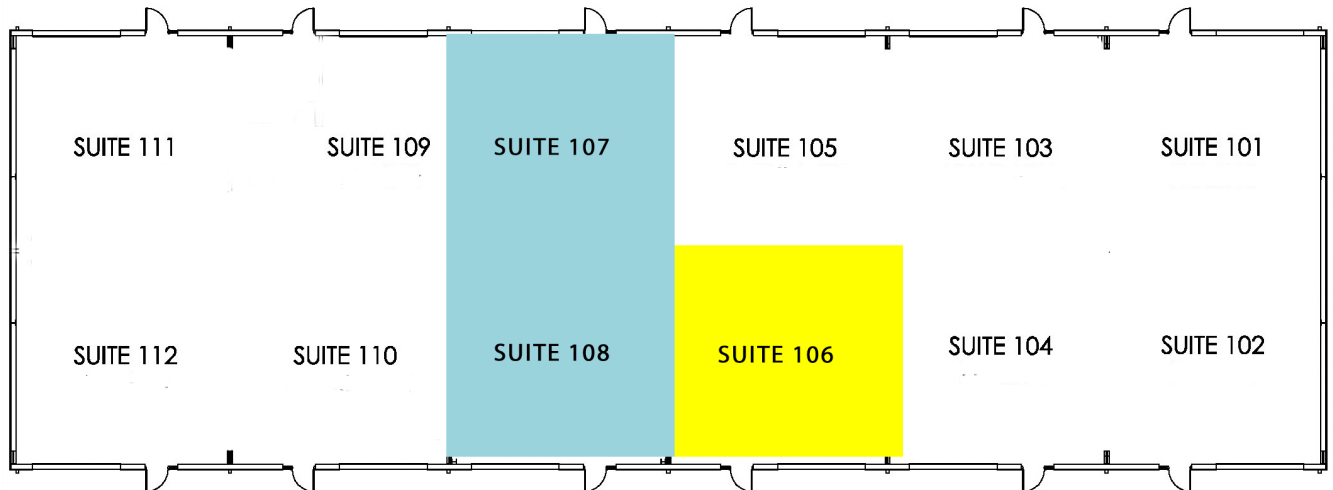 SUITE 111
SUITE 109
SUITE 107
SUITE 105
SUITE 103
SUITE 101
SUITE 112
SUITE 110
SUITE 108
SUITE 106
SUITE 104
SUITE 102